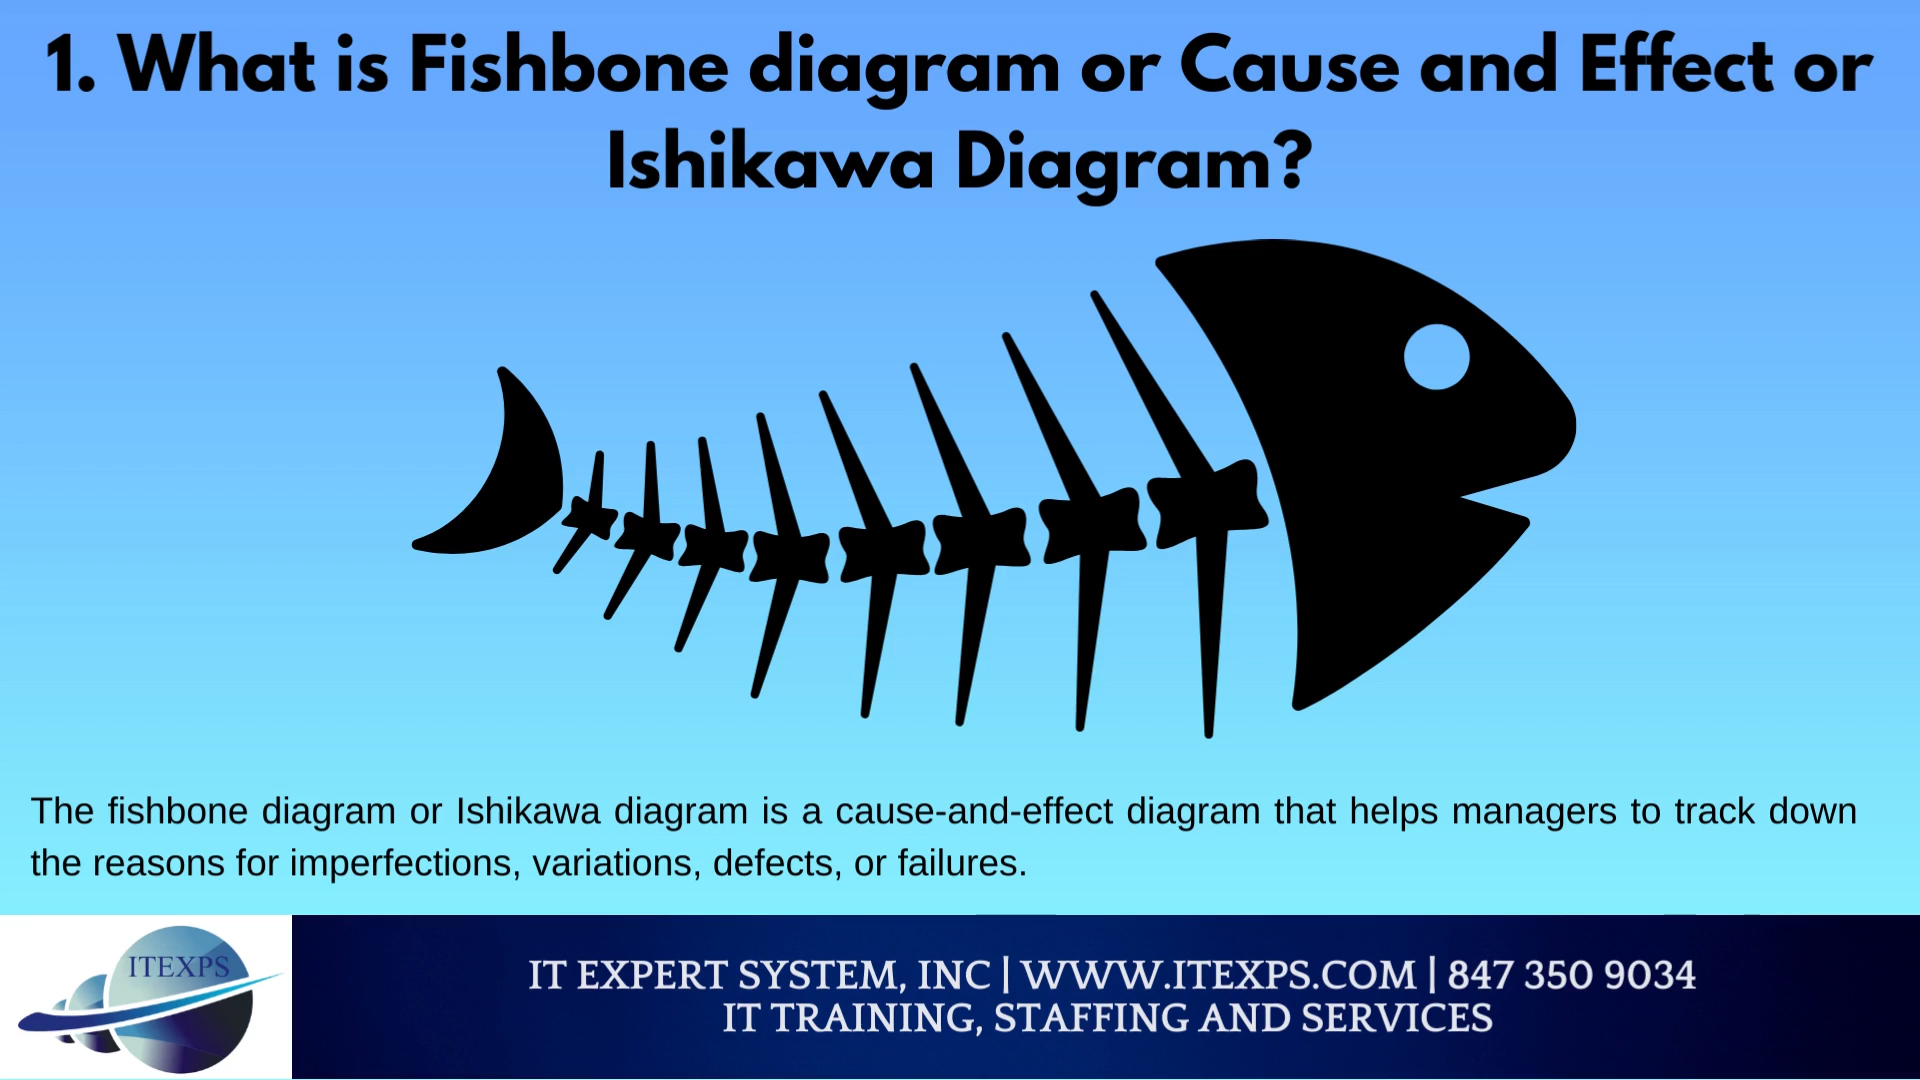 1. What is Fishbone diagram or Cause and Effect or
Ishikawa Diagram?
The fishbone diagram or Ishikawa diagram is a cause-and-effect diagram that helps managers to track down
the reasons for imperfections, variations, defects, or failures.
ITEXPS
IT EXPERT SYSTEM, INC | WWW.ITEXPS.COM | 847 350 9034
IT TRAINING, STAFFING AND SERVICES